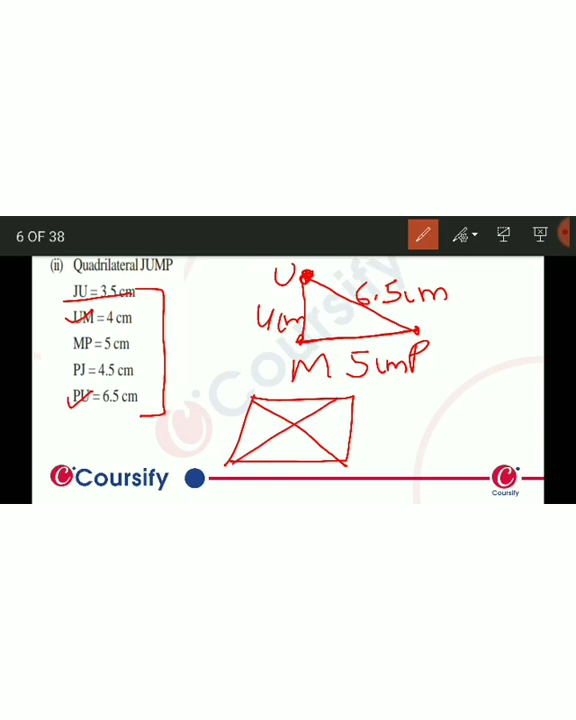 6 OF 38
(ii) Quadrilateral JUMP
JU = 3.5 cm
UM = 4 cm
MP = 5 cm
PJ = 4.5 cm
PU = 6.5 cm
U
6.5cm
4cm
M 5cm P
Coursify
Coursify
Coursify